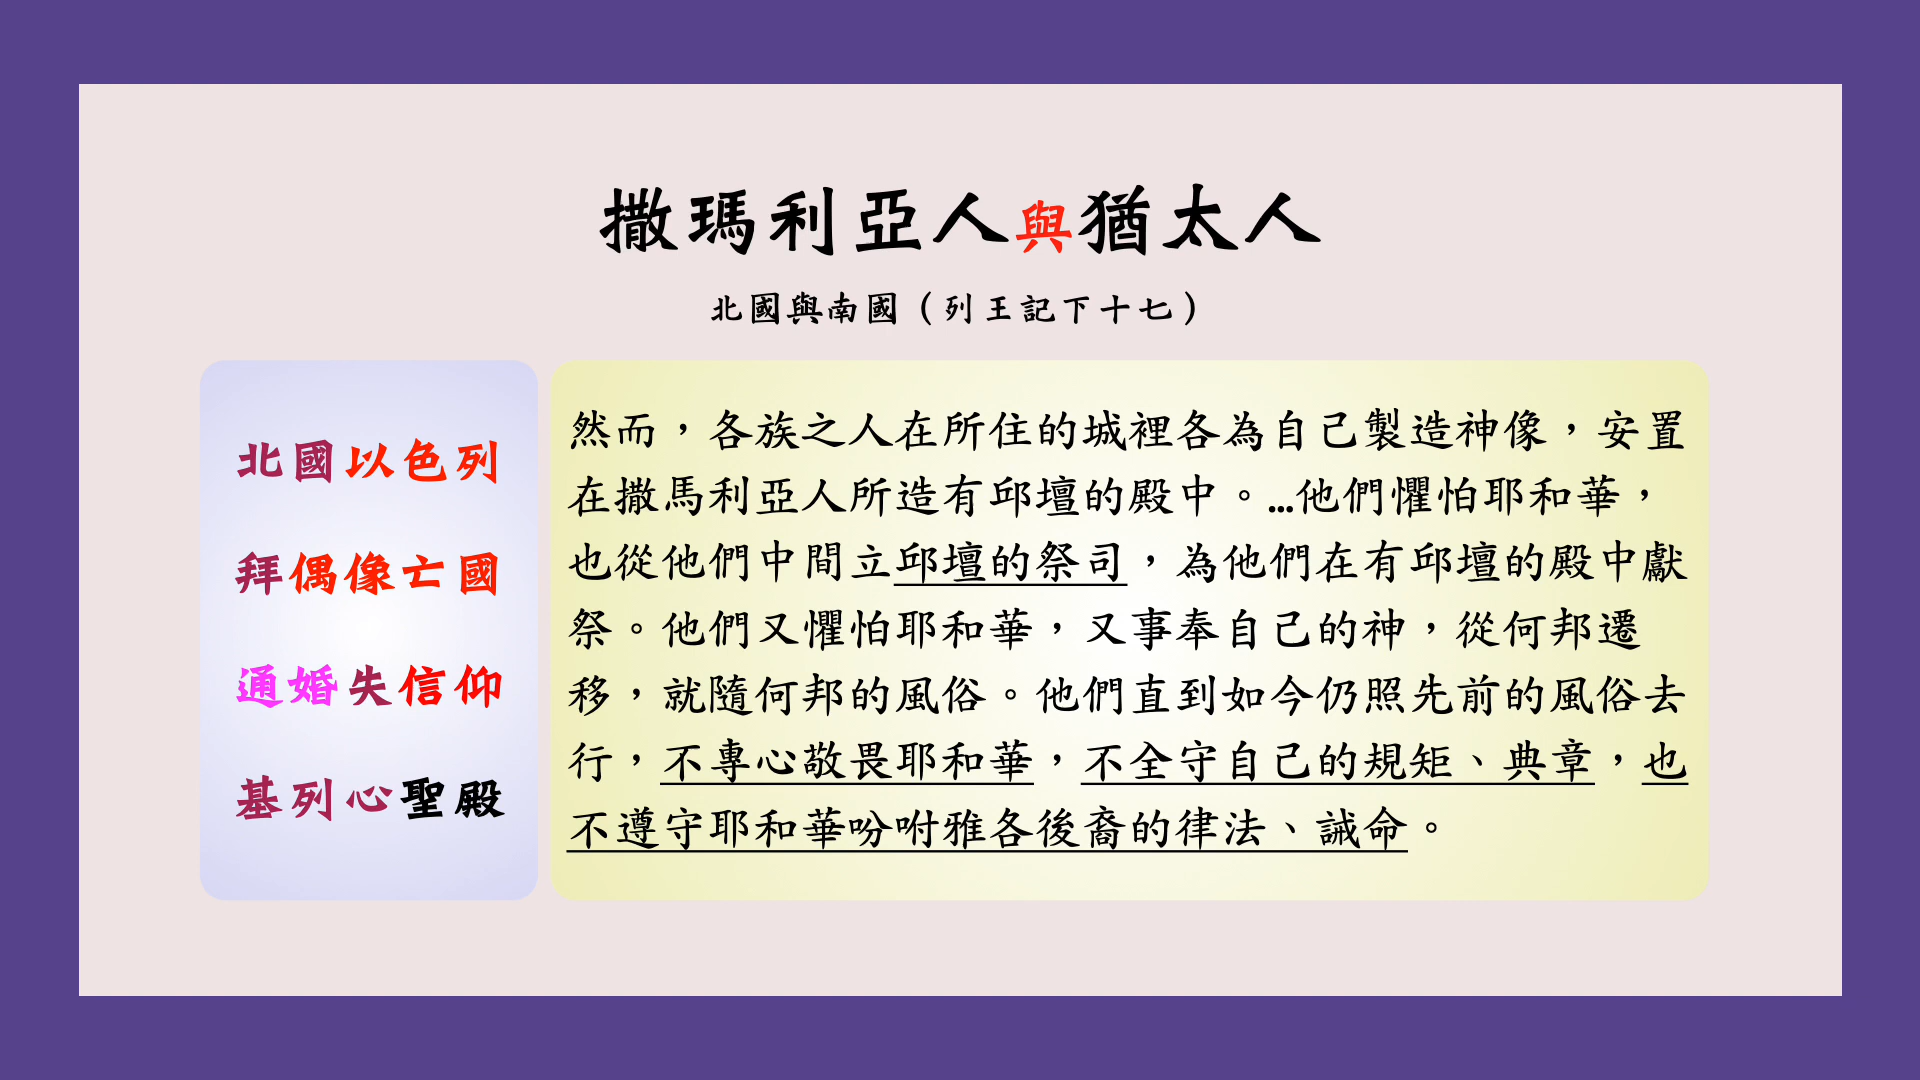 撒瑪利亞人與猶太人
北國與南國（列王記下十七）
北國以色列
拜偶像亡國
通婚失信仰
基列心聖殿
然而，各族之人在所住的城裡各為自己製造神像，安置
在撒馬利亞人所造有邱壇的殿中。...他們懼怕耶和華，
也從他們中間立邱壇的祭司，為他們在有邱壇的殿中獻
祭。他們又懼怕耶和華，又事奉自己的神，從何邦遷
移，就隨何邦的風俗。他們直到如今仍照先前的風俗去
行，不專心敬畏耶和華，不全守自己的規矩、典章，也
不遵守耶和華吩咐雅各後裔的律法、誡命。